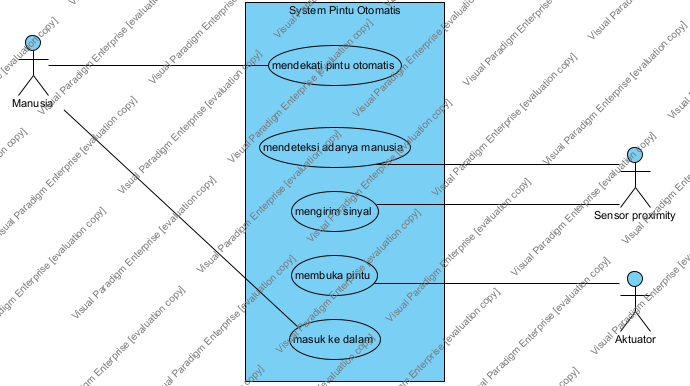 System Pintu Otomatis
mendekati pintu otomatis
Manusia
mendeteksi adanya manusia
mengirim sinyal
Sensor proximity
membuka pintu
masuk ke dalam
Aktuator
Visual Paradigm Enterprise [evaluation copy]